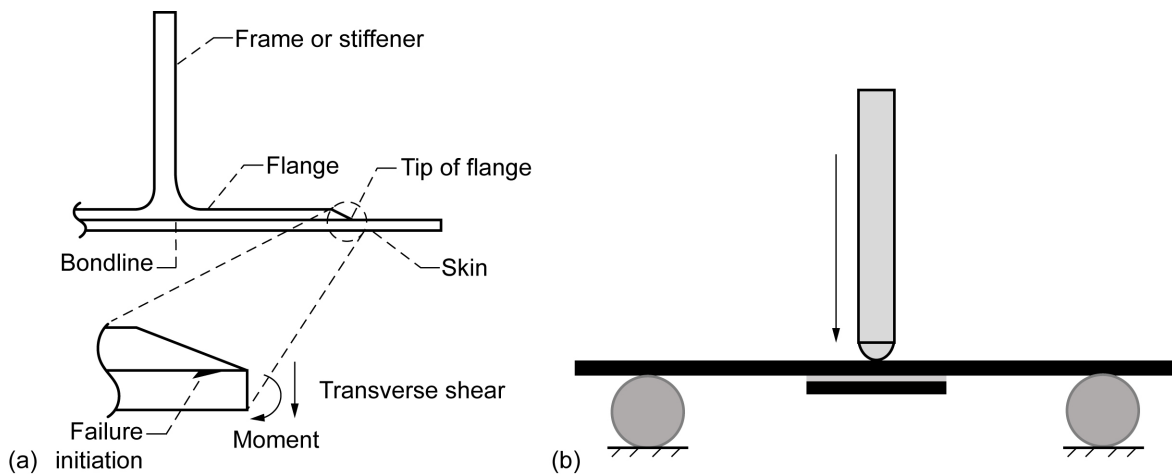 Frame or stiffener
Flange
Tip of flange
Bondline
Skin
Transverse shear
Failure
initiation
Moment
(a)
(b)